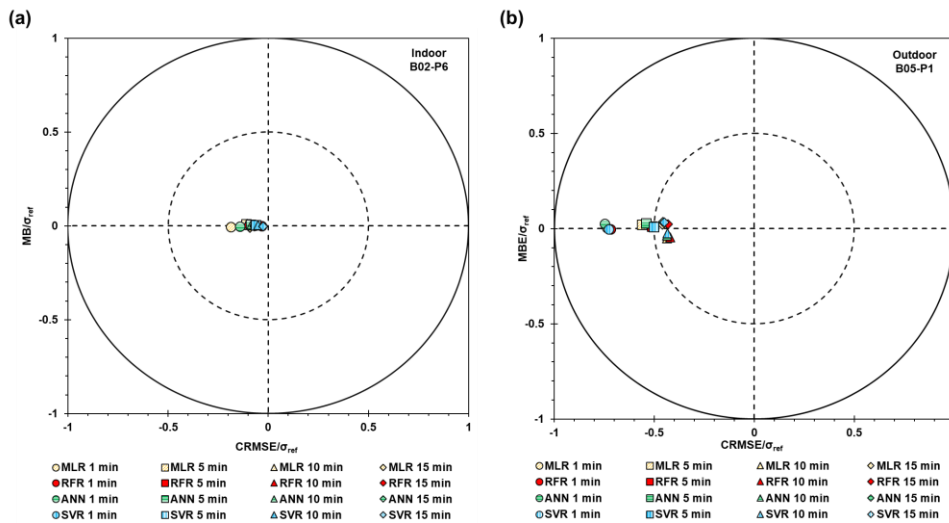 (a)
Indoor
B02-P6
1
0.5
0
-0.5
-1
MB/σref
-1
-0.5
0
0.5
1
CRMSE/σref
MLR 1 min
MLR 5 min
MLR 10 min
MLR 15 min
RFR 1 min
RFR 5 min
RFR 10 min
RFR 15 min
ANN 1 min
ANN 5 min
ANN 10 min
ANN 15 min
SVR 1 min
SVR 5 min
SVR 10 min
SVR 15 min
(b)
Outdoor
B05-P1
1
0.5
0
-0.5
-1
MBE/σref
-1
-0.5
0
0.5
CRMSE/σref
MLR 1 min
MLR 5 min
MLR 10 min
MLR 15 min
RFR 1 min
RFR 5 min
RFR 10 min
RFR 15 min
ANN 1 min
ANN 5 min
ANN 10 min
ANN 15 min
SVR 1 min
SVR 5 min
SVR 10 min
SVR 15 min